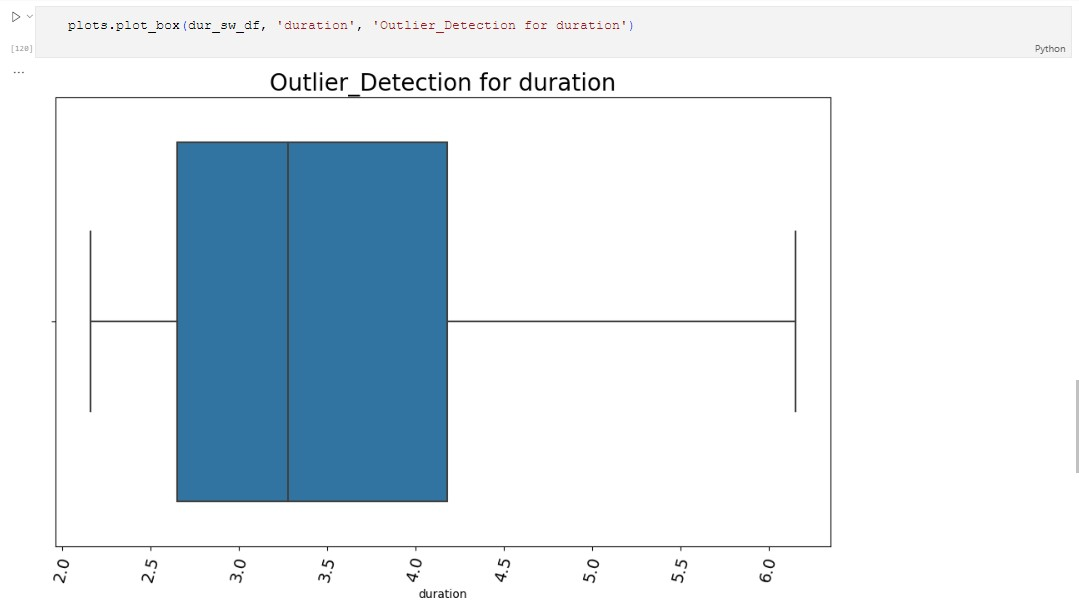 plots.plot_box(dur_sw_df, 'duration', 'Outlier_Detection for duration')
[120]
Python
...
Outlier_Detection for duration
2.0 2.5 3.0 3.5 4.0 4.5 5.0 5.5 6.0
duration